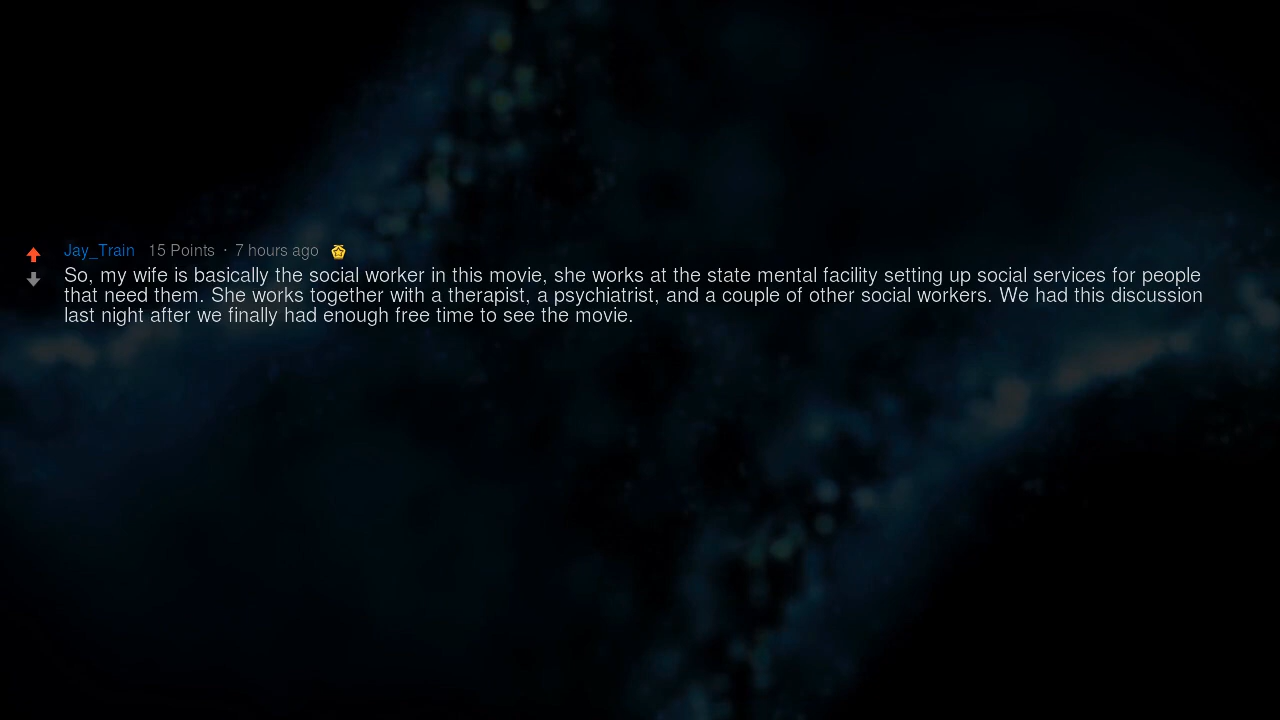 Jay_Train 15 Points · 7 hours ago
So, my wife is basically the social worker in this movie, she works at the state mental facility setting up social services for people
that need them. She works together with a therapist, a psychiatrist, and a couple of other social workers. We had this discussion
last night after we finally had enough free time to see the movie.